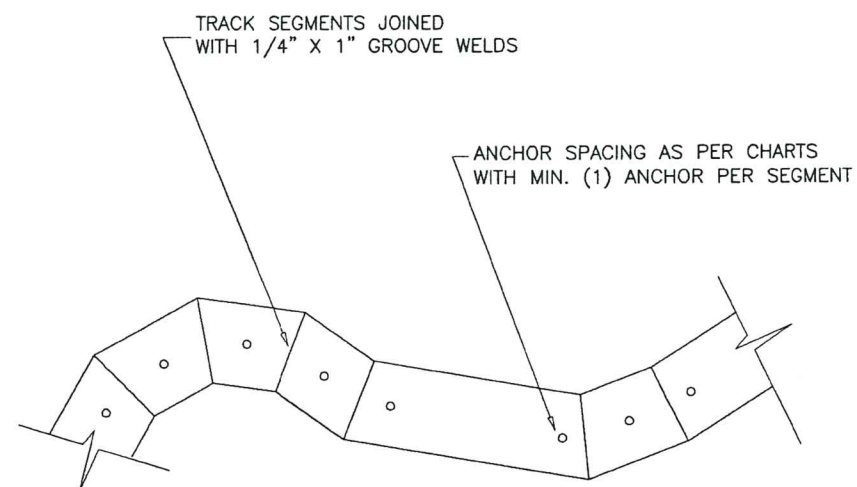 TRACK SEGMENTS JOINED
WITH 1/4" X 1" GROOVE WELDS
ANCHOR SPACING AS PER CHARTS
WITH MIN. (1) ANCHOR PER SEGMENT